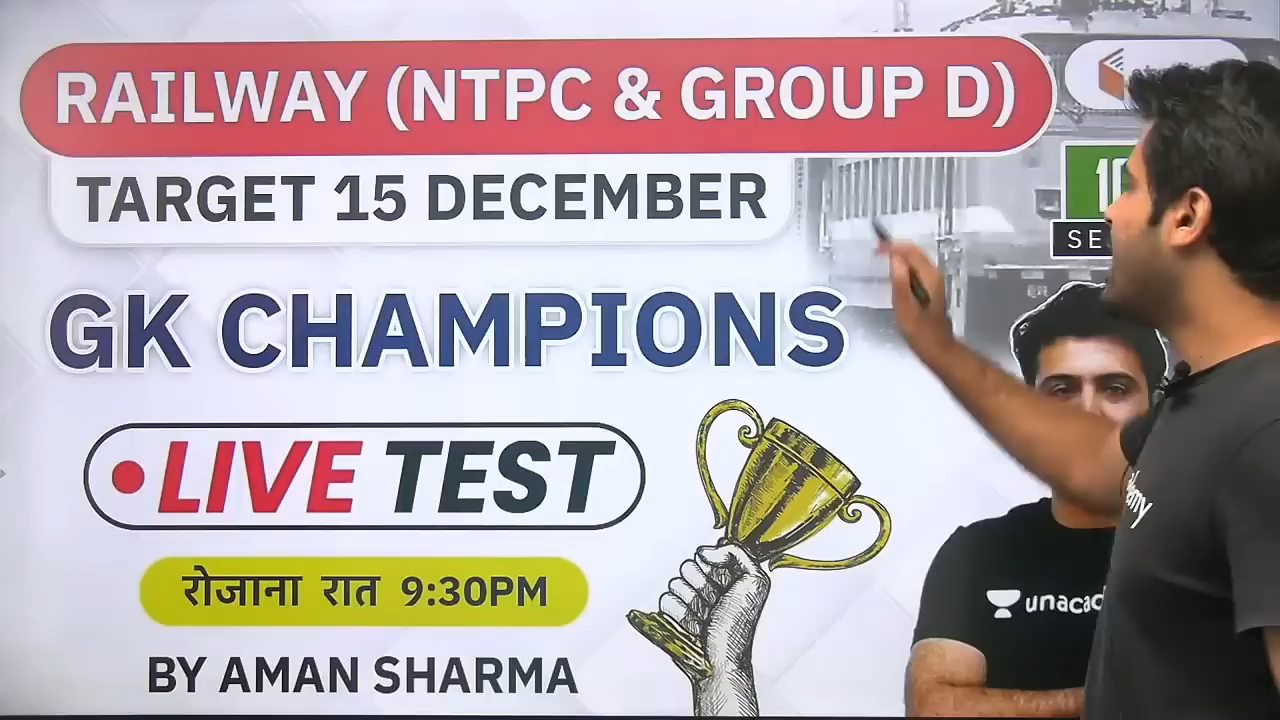 RAILWAY (NTPC & GROUP D)
TARGET 15 DECEMBER
GK CHAMPIONS
LIVE TEST
रोजाना रात 9:30PM
BY AMAN SHARMA